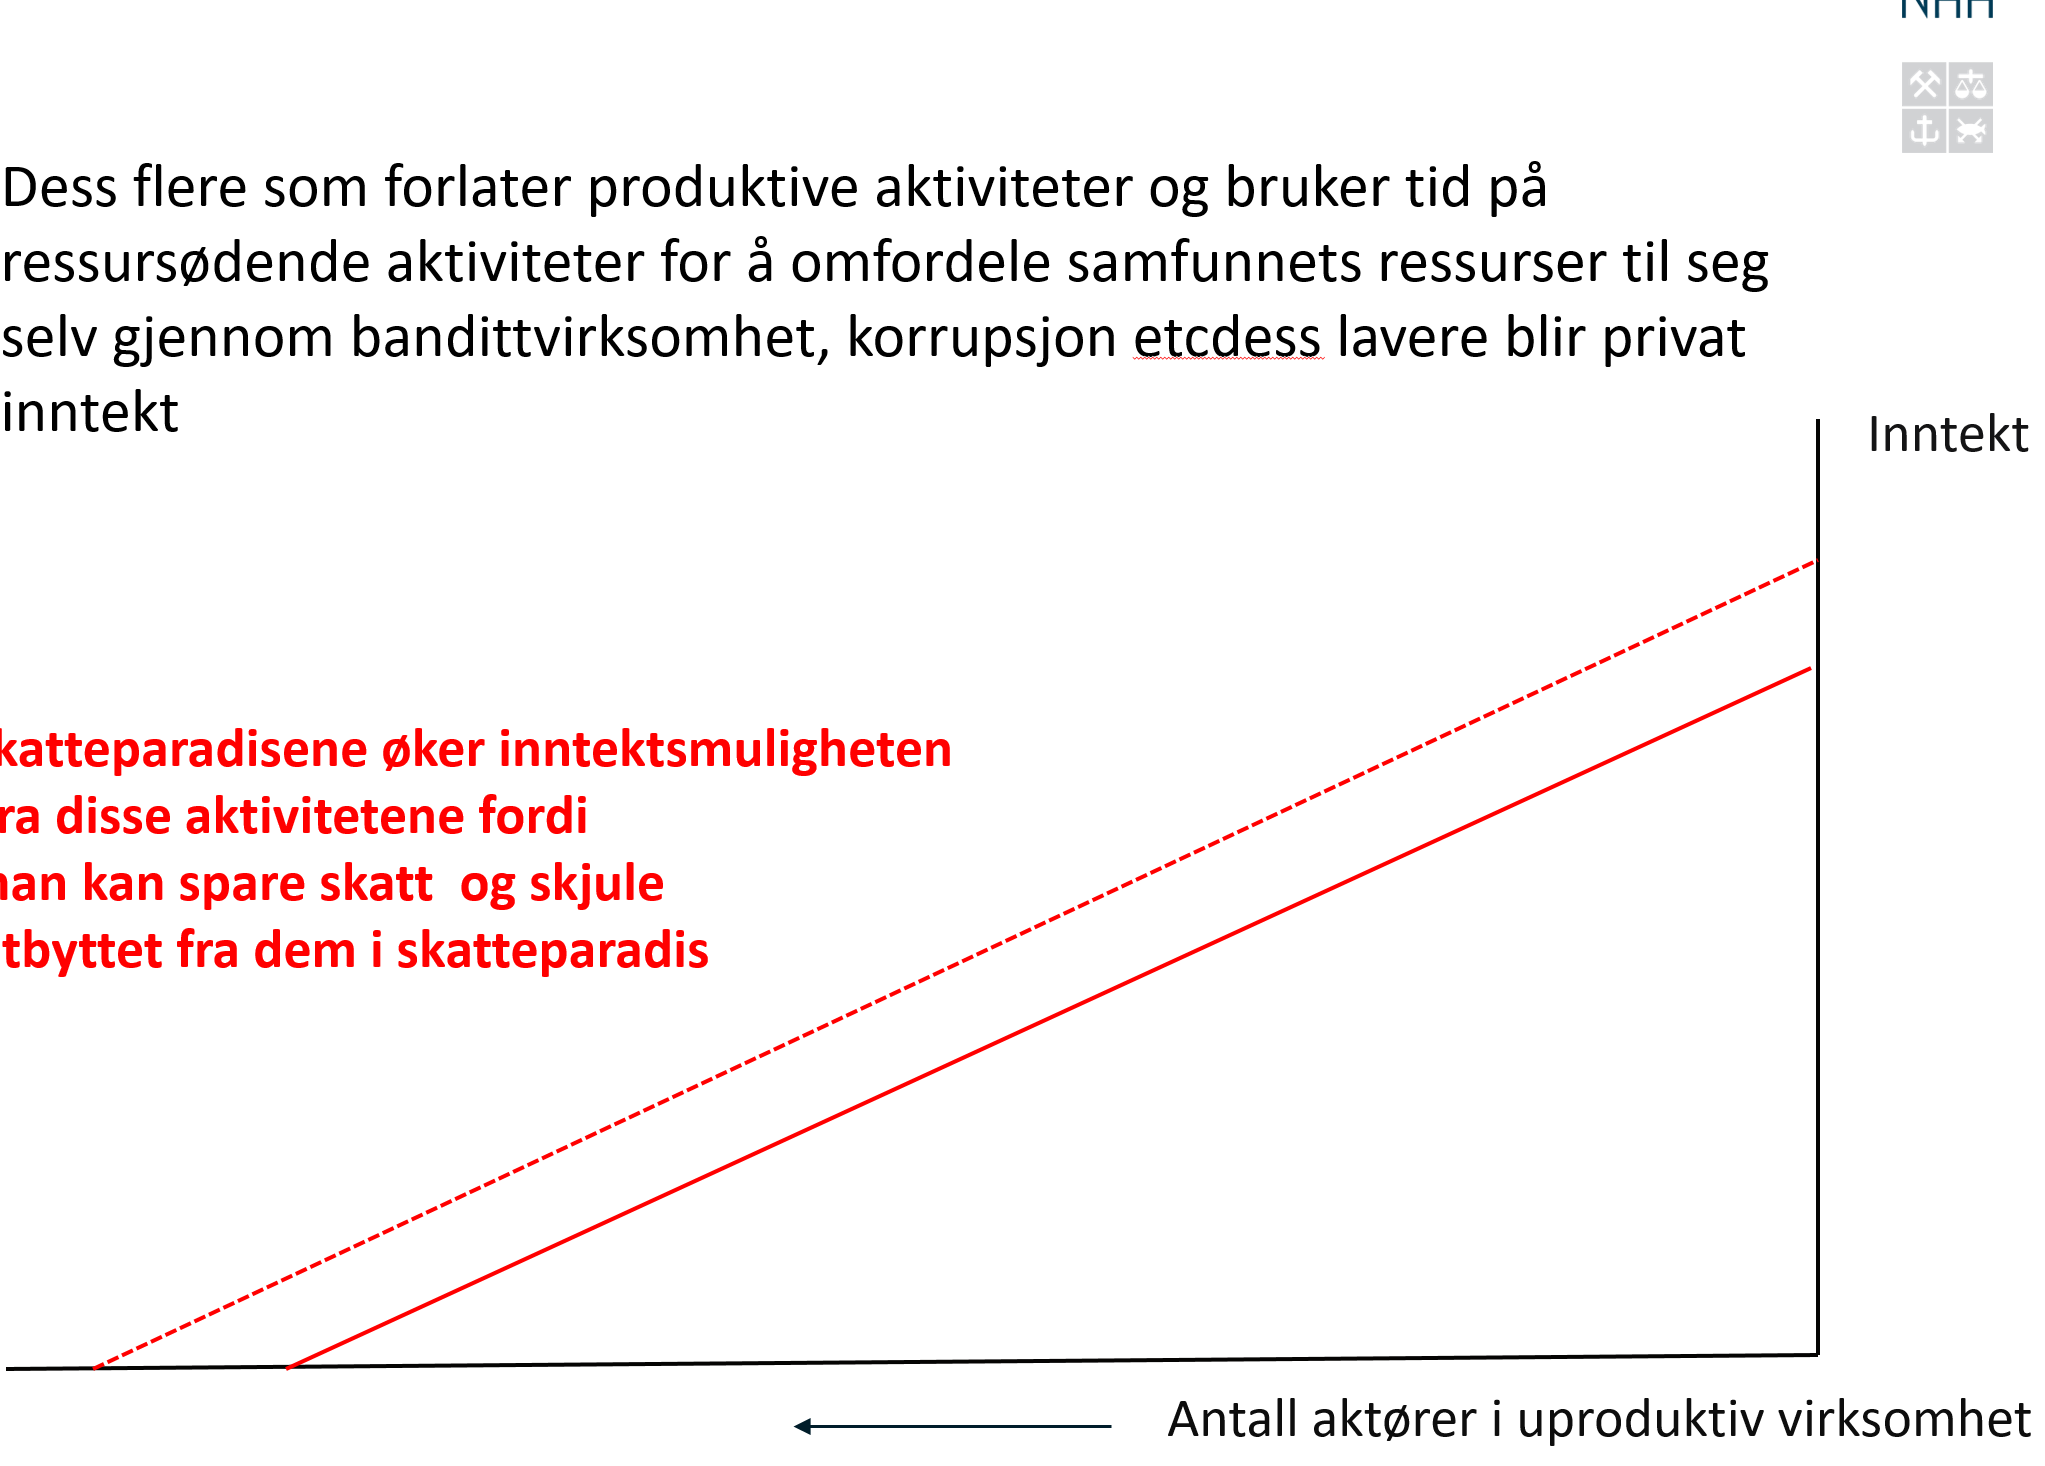 NHH
Dess flere som forlater produktive aktiviteter og bruker tid på
ressursødende aktiviteter for å omfordele samfunnets ressurser til seg
selv gjennom bandittvirksomhet, korrupsjon etcdess lavere blir privat
inntekt
Inntekt
katteparadisene øker inntektsmuligheten
ra disse aktivitetene fordi
an kan spare skatt og skjule
tbyttet fra dem i skatteparadis
Antall aktører i uproduktiv virksomhet